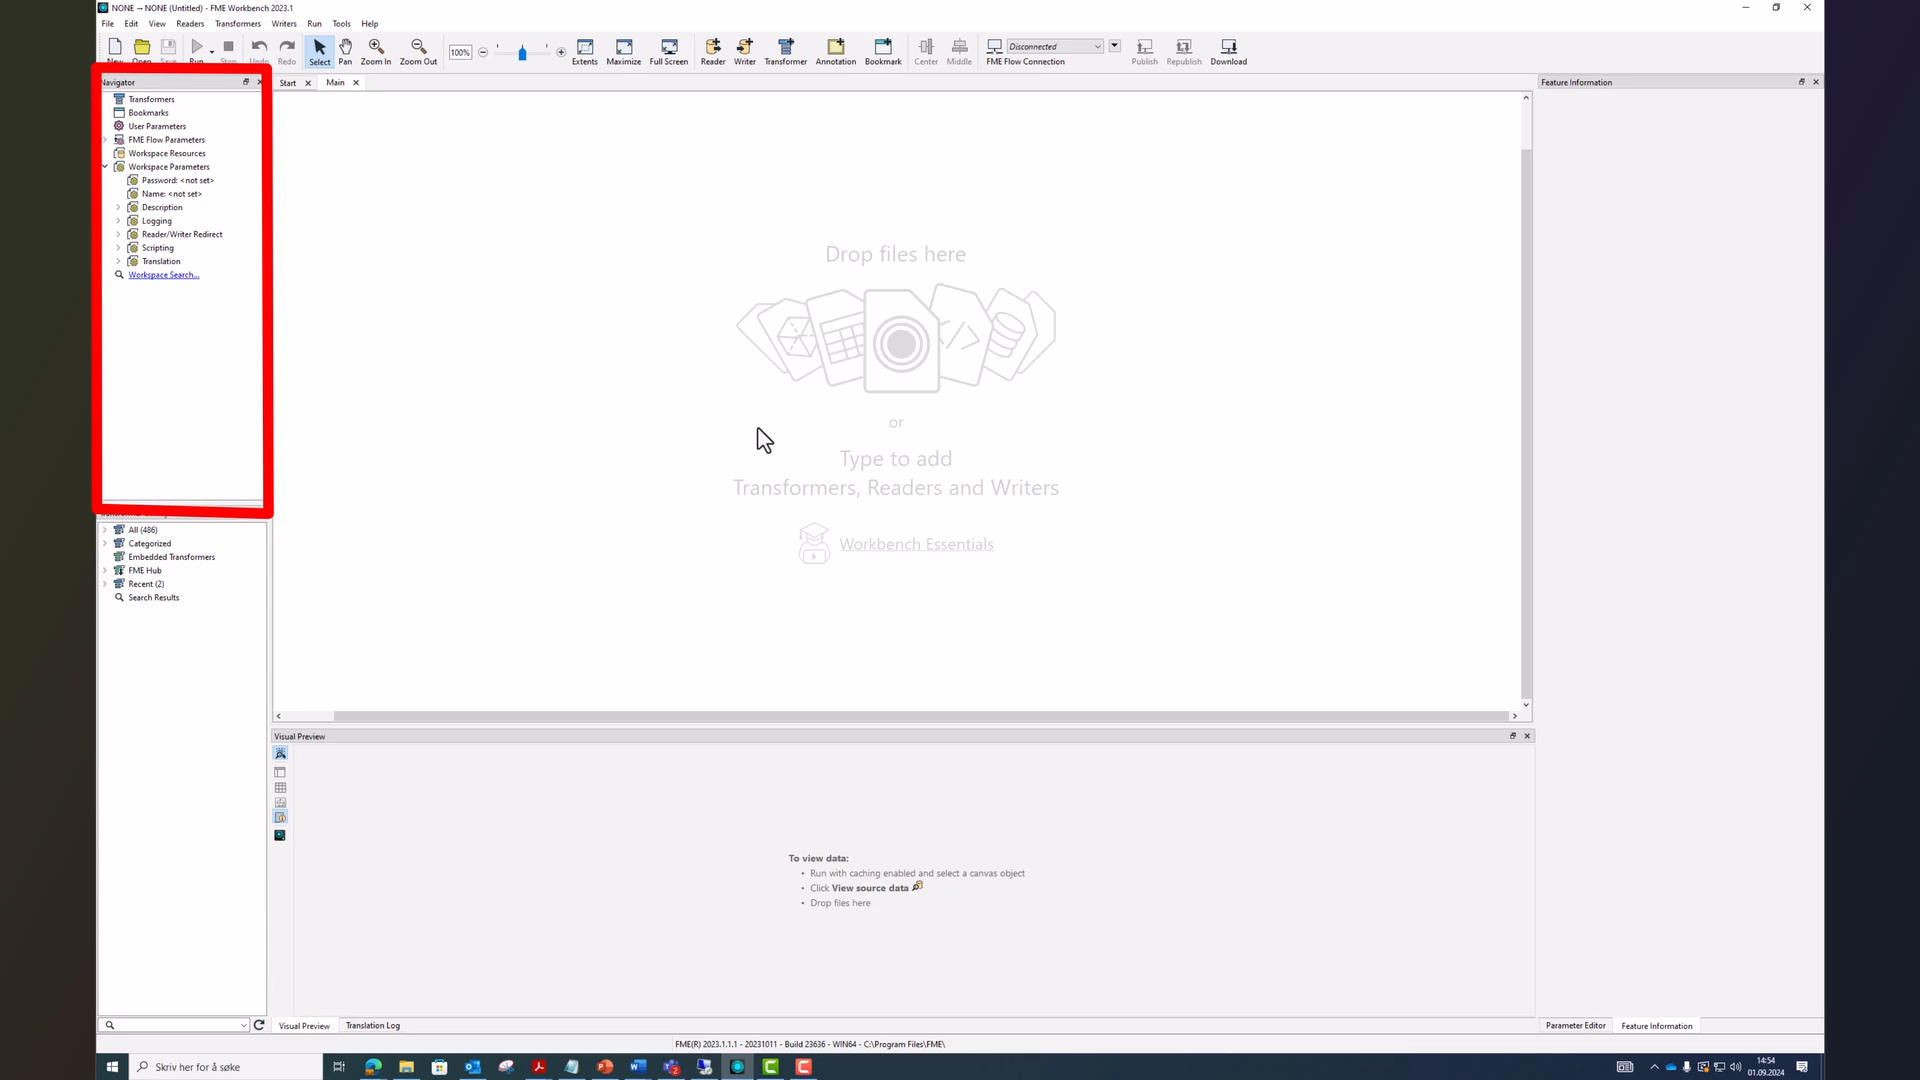 NONE → NONE (Untitled) - FME Workbench 2023.1
File Edit View Readers Transformers Writers Run Tools Help
100%
Disconnected
New Open Save Run Stop Undo Redo Select Pan Zoom In Zoom Out Extents Maximize Full Screen Reader Writer Transformer Annotation Bookmark Center Middle FME Flow Connection Publish Republish Download
Navigator
Start
Main
Feature Information
Transformers
Bookmarks
User Parameters
FME Flow Parameters
Workspace Resources
Workspace Parameters
Password: <not set>
Name: <not set>
Description
Logging
Reader/Writer Redirect
Scripting
Translation
Workspace Search...
Drop files here
or
Type to add
Transformers, Readers and Writers
Workbench Essentials
All (486)
Categorized
Embedded Transformers
FME Hub
Recent (2)
Search Results
Visual Preview
To view data:
• Run with caching enabled and select a canvas object
• Click View source data
• Drop files here
Visual Preview
Translation Log
Parameter Editor
Feature Information
FME(R) 2023.1.1.1 - 20231011 - Build 23636 - WIN64 - C:\Program Files\FME\
Skriv her for å søke
14:54
01.09.2024